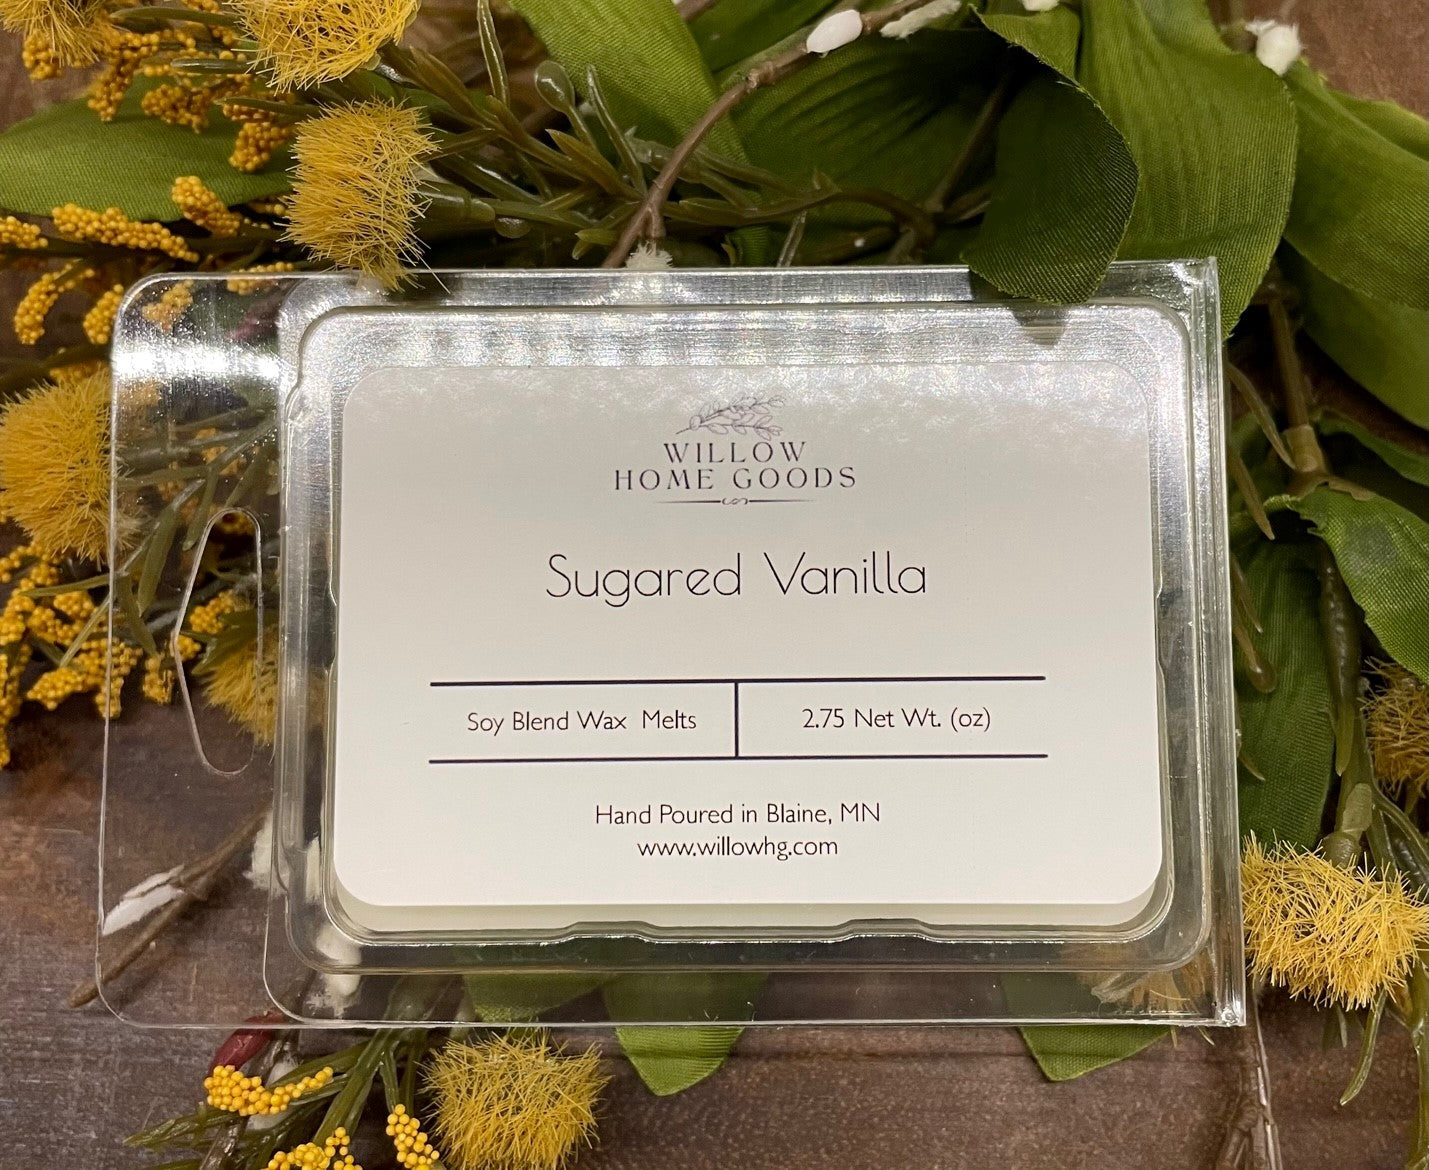 WILLOW
HOME GOODS
Sugared Vanilla
Soy Blend Wax Melts
2.75 Net Wt. (oz)
Hand Poured in Blaine, MN
www.willowhg.com